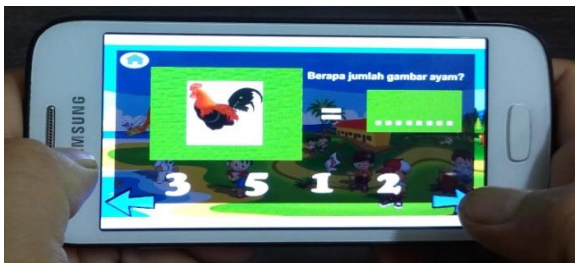 Berapa jumlah gambar ayam?
=
........
3 5 1 2
SAMSUNG